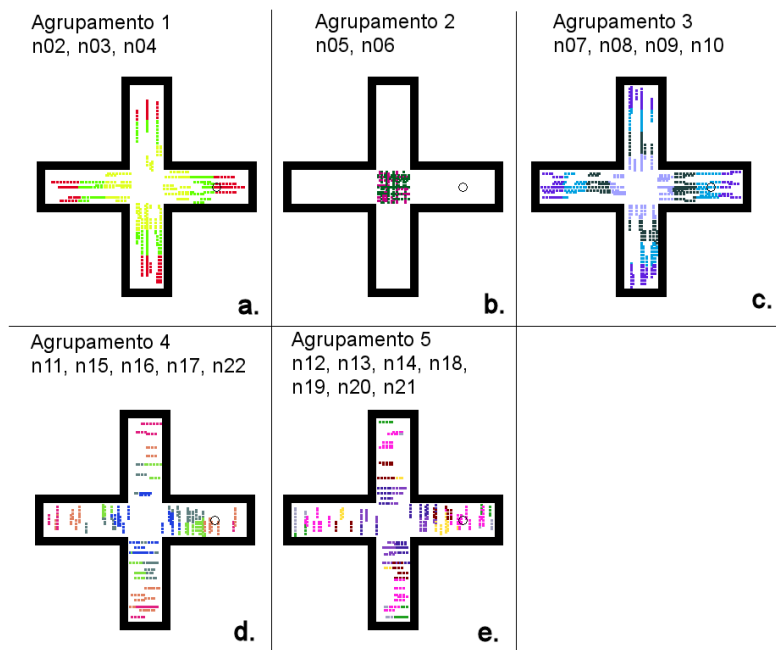 Agrupamento 1
n02, n03, n04
a.
Agrupamento 2
n05, n06
b.
Agrupamento 3
n07, n08, n09, n10
c.
Agrupamento 4
n11, n15, n16, n17, n22
d.
Agrupamento 5
n12, n13, n14, n18,
n19, n20, n21
e.